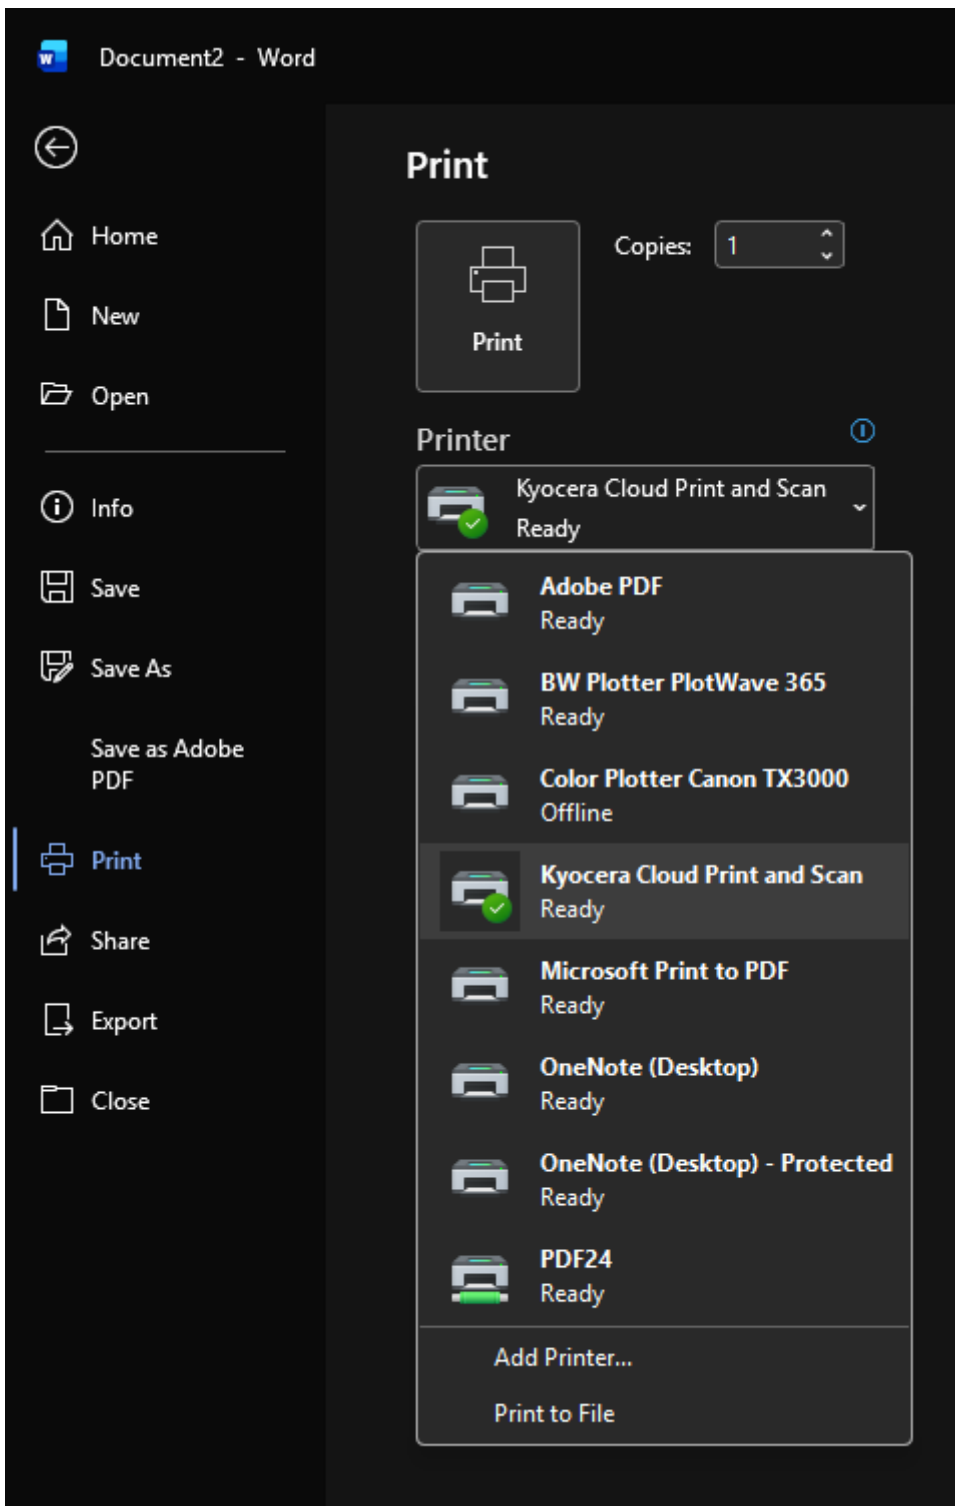 Document2 - Word
Home
New
Open
Info
Save
Save As
Save as Adobe
PDF
Print
Share
Export
Close
Print
Copies: 1
Print
Printer
Kyocera Cloud Print and Scan
Ready
Adobe PDF
Ready
BW Plotter PlotWave 365
Ready
Color Plotter Canon TX3000
Offline
Kyocera Cloud Print and Scan
Ready
Microsoft Print to PDF
Ready
OneNote (Desktop)
Ready
OneNote (Desktop) - Protected
Ready
PDF24
Ready
Add Printer...
Print to File